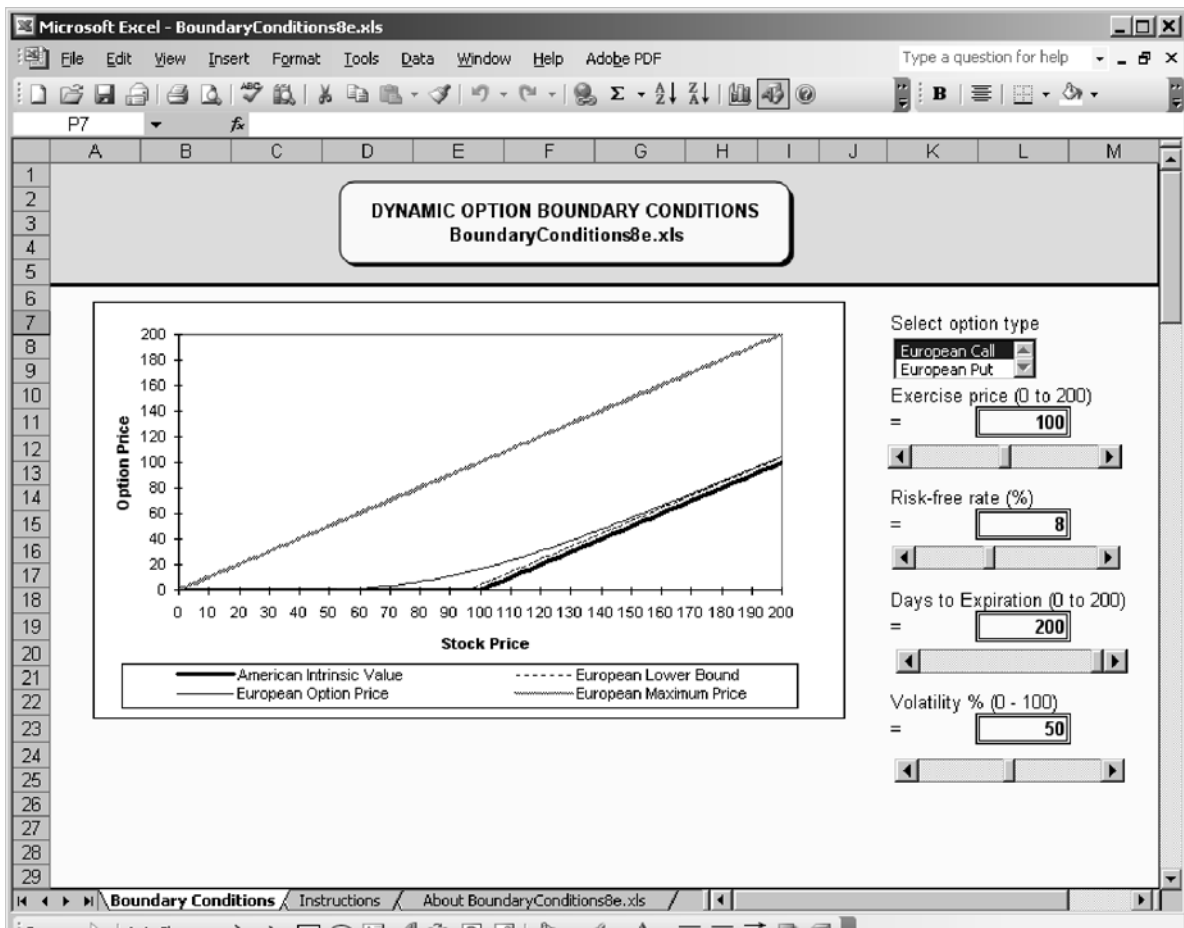 Microsoft Excel - BoundaryConditions8e.xls
File Edit View Insert Format Tools Data Window Help Adobe PDF Type a question for help
P7 fx
A B C D E F G H I J K L M
1
2
3
4
5
6
7
8
9
10
11
12
13
14
15
16
17
18
19
20
21
22
23
24
25
26
27
28
29
DYNAMIC OPTION BOUNDARY CONDITIONS
BoundaryConditions8e.xls
Option Price
200
180
160
140
120
100
80
60
40
20
0
0 10 20 30 40 50 60 70 80 90 100 110 120 130 140 150 160 170 180 190 200
Stock Price
American Intrinsic Value European Lower Bound
European Option Price European Maximum Price
Select option type
European Call
European Put
Exercise price (0 to 200)
= 100
Risk-free rate (%)
= 8
Days to Expiration (0 to 200)
= 200
Volatility % (0 - 100)
= 50
Boundary Conditions Instructions About BoundaryConditions8e.xls